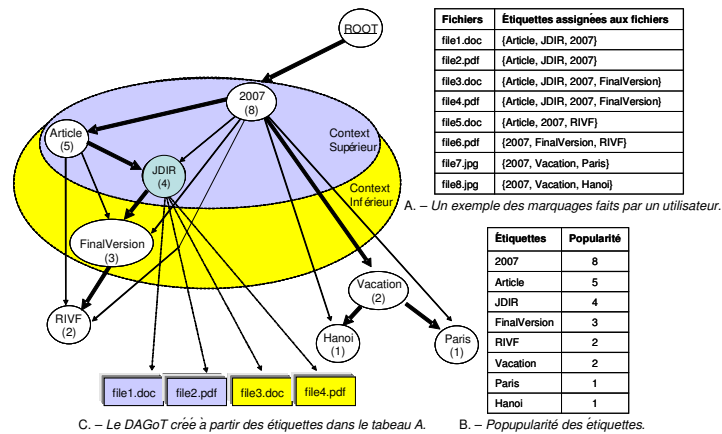 ROOT
2007
(8)
Article
(5)
Context
Supérieur
JDIR
(4)
Context
Inférieur
FinalVersion
(3)
Vacation
(2)
RIVF
(2)
Hanoi
(1)
Paris
(1)
file1.doc file2.pdf file3.doc file4.pdf
C. – Le DAGoT créé à partir des étiquettes dans le tabeau A.
Fichiers Étiquettes assignées aux fichiers
file1.doc {Article, JDIR, 2007}
file2.pdf {Article, JDIR, 2007}
file3.doc {Article, JDIR, 2007, FinalVersion}
file4.pdf {Article, JDIR, 2007, FinalVersion}
file5.doc {Article, 2007, RIVF}
file6.pdf {2007, FinalVersion, RIVF}
file7.jpg {2007, Vacation, Paris}
file8.jpg {2007, Vacation, Hanoi}
A. – Un exemple des marquages faits par un utilisateur.
Étiquettes Popularité
2007 8
Article 5
JDIR 4
FinalVersion 3
RIVF 2
Vacation 2
Paris 1
Hanoi 1
B. – Popupularité des étiquettes.